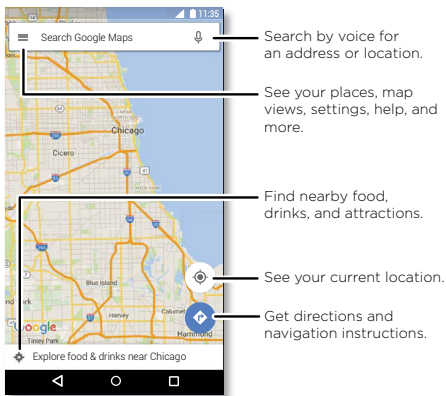 11:35
Search Google Maps
Search by voice for
an address or location.
See your places, map
views, settings, help, and
more.
Chicago
Cicero
HYDE PARK
Find nearby food,
drinks, and attractions.
See your current location.
Blue Island
Get directions and
navigation instructions.
Harvey
Calumet
Google
Hammond
Tinley Park
Explore food & drinks near Chicago